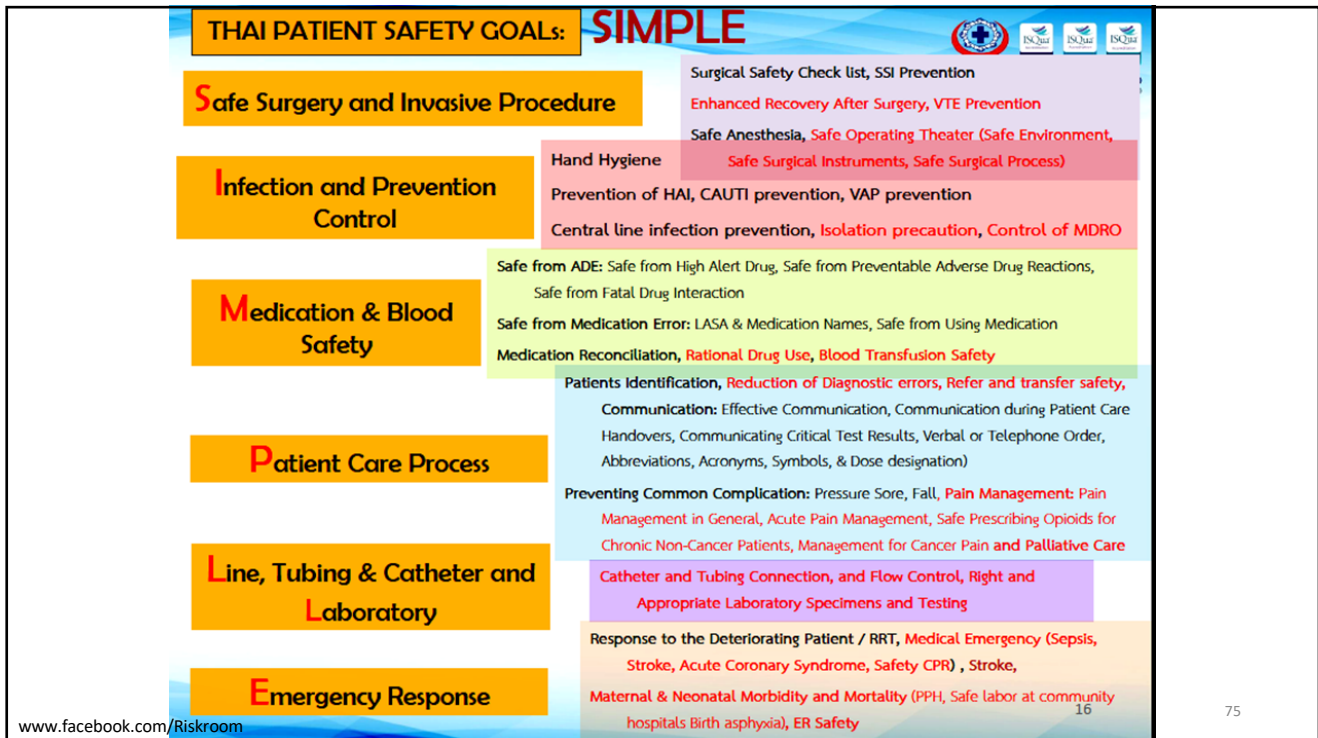 THAI PATIENT SAFETY GOALs: SIMPLE
ISQua ISQua ISQua
Safe Surgery and Invasive Procedure
Surgical Safety Check list, SSI Prevention
Enhanced Recovery After Surgery, VTE Prevention
Safe Anesthesia, Safe Operating Theater (Safe Environment,
Safe Surgical Instruments, Safe Surgical Process)
Infection and Prevention
Control
Hand Hygiene
Prevention of HAI, CAUTI prevention, VAP prevention
Central line infection prevention, Isolation precaution, Control of MDRO
Medication & Blood
Safety
Safe from ADE: Safe from High Alert Drug, Safe from Preventable Adverse Drug Reactions,
Safe from Fatal Drug Interaction
Safe from Medication Error: LASA & Medication Names, Safe from Using Medication
Medication Reconciliation, Rational Drug Use, Blood Transfusion Safety
Patient Care Process
Patients Identification, Reduction of Diagnostic errors, Refer and transfer safety,
Communication: Effective Communication, Communication during Patient Care
Handovers, Communicating Critical Test Results, Verbal or Telephone Order,
Abbreviations, Acronyms, Symbols, & Dose designation)
Preventing Common Complication: Pressure Sore, Fall, Pain Management: Pain
Management in General, Acute Pain Management, Safe Prescribing Opioids for
Chronic Non-Cancer Patients, Management for Cancer Pain and Palliative Care
Line, Tubing & Catheter and
Laboratory
Catheter and Tubing Connection, and Flow Control, Right and
Appropriate Laboratory Specimens and Testing
Emergency Response
Response to the Deteriorating Patient / RRT, Medical Emergency (Sepsis,
Stroke, Acute Coronary Syndrome, Safety CPR) , Stroke,
Maternal & Neonatal Morbidity and Mortality (PPH, Safe labor at community
hospitals Birth asphyxia), ER Safety
16
www.facebook.com/Riskroom
75